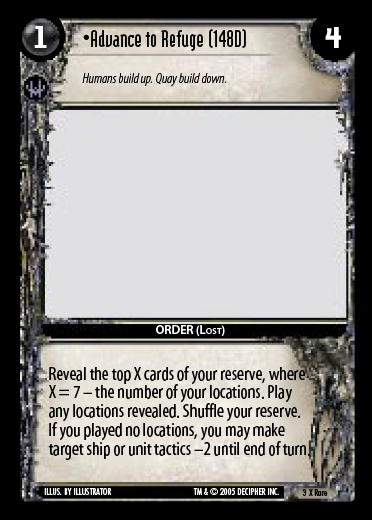 1
•Advance to Refuge (148D)
4
Humans build up. Quay build down.
ORDER (LOST)
Reveal the top X cards of your reserve, where
X = 7 – the number of your locations. Play
any locations revealed. Shuffle your reserve.
If you played no locations, you may make
target ship or unit tactics –2 until end of turn.
ILLUS. BY ILLUSTRATOR
TM & © 2005 DECIPHER INC.
3 X Rare